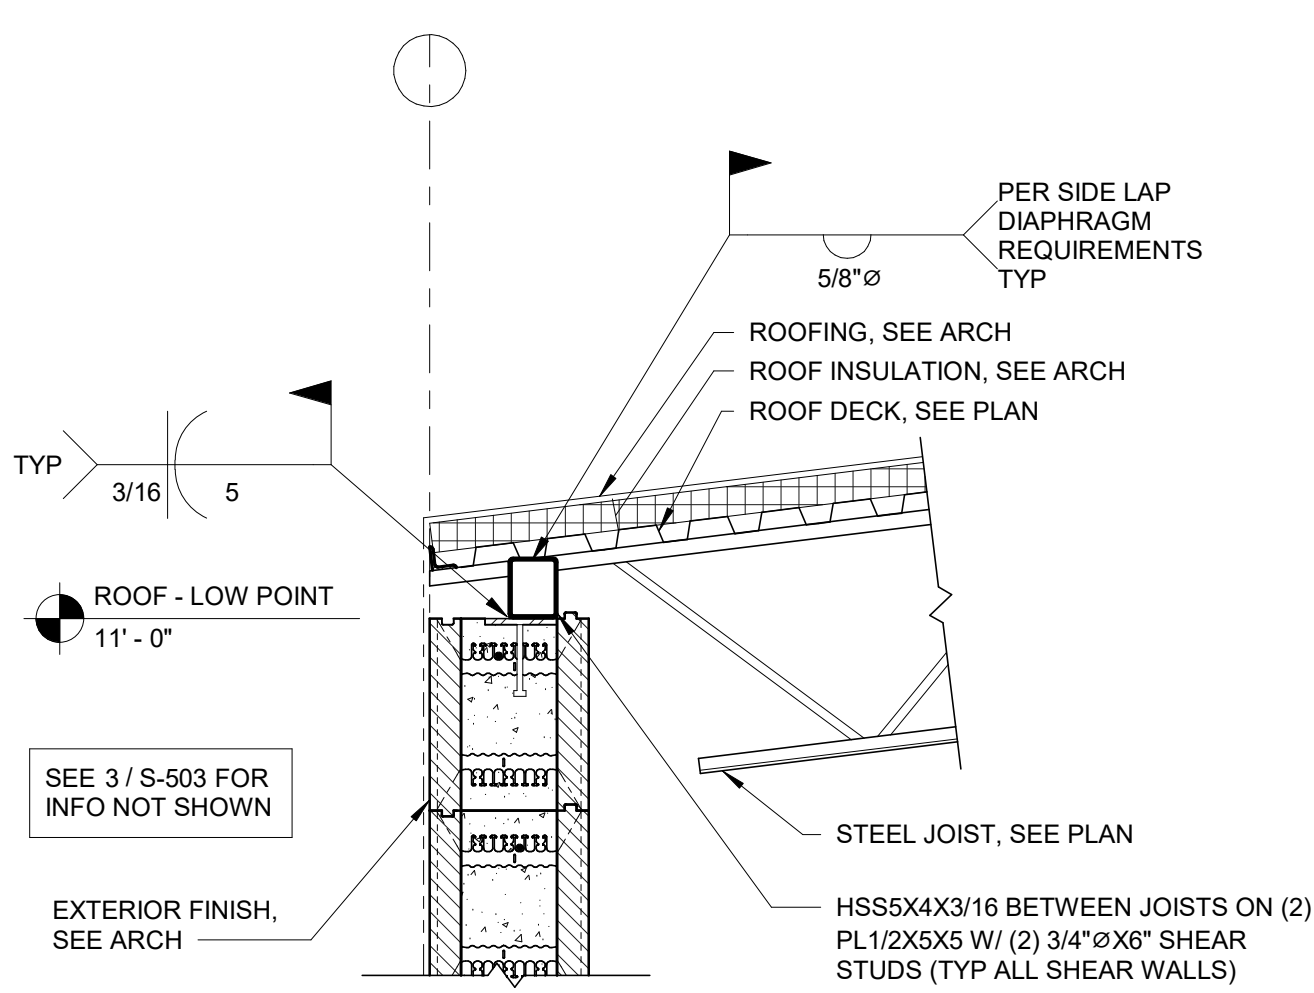 PER SIDE LAP
DIAPHRAGM
REQUIREMENTS
TYP
5/8"Ø
ROOFING, SEE ARCH
ROOF INSULATION, SEE ARCH
ROOF DECK, SEE PLAN
TYP
3/16
5
ROOF - LOW POINT
11' - 0"
SEE 3 / S-503 FOR
INFO NOT SHOWN
STEEL JOIST, SEE PLAN
EXTERIOR FINISH,
SEE ARCH
HSS5X4X3/16 BETWEEN JOISTS ON (2)
PL1/2X5X5 W/ (2) 3/4"ØX6" SHEAR
STUDS (TYP ALL SHEAR WALLS)